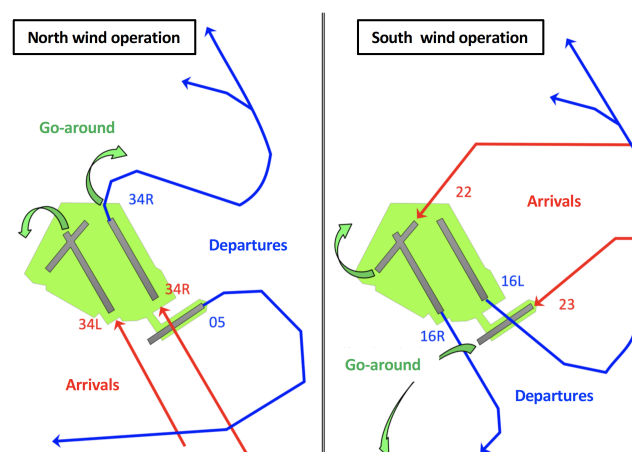 North wind operation
Go-around
34R
Departures
34R
34L
05
Arrivals
South wind operation
22
Arrivals
16L
23
16R
Go-around
Departures